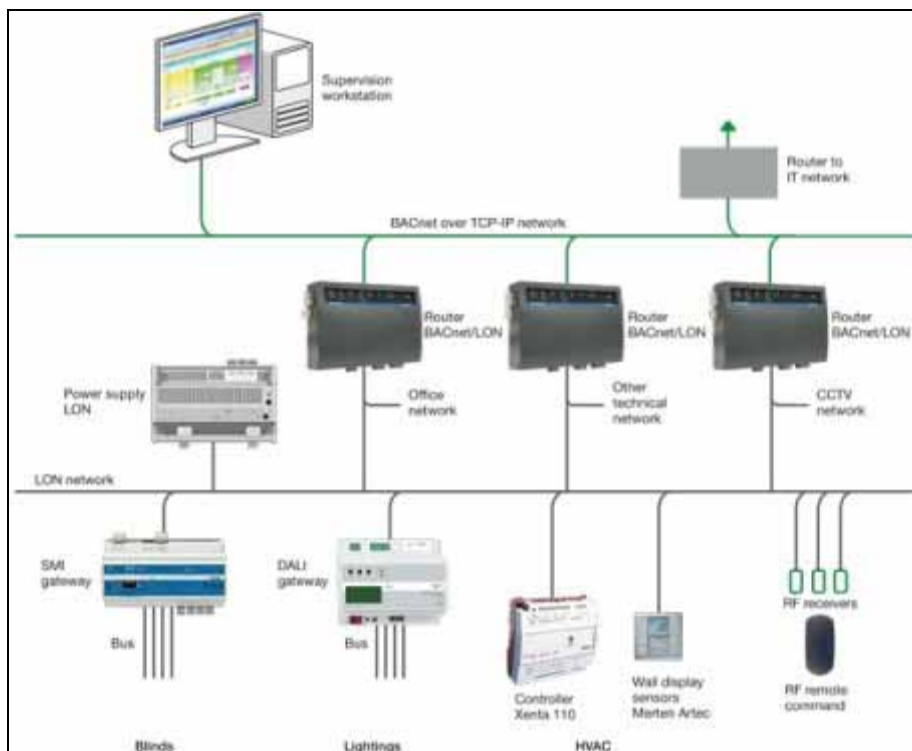 Supervision
workstation
Router to
IT network
BACnet over TCP-IP network
Router
BACnet/LON
Router
BACnet/LON
Router
BACnet/LON
Power supply
LON
Office
network
Other
technical network
CCTV
network
LON network
SMI
gateway
DALI
gateway
RF receivers
Bus
Bus
Controller
Xenta 110
Wall display
sensors
Merten Artec
RF remote
command
Blinds
Lightings
HVAC